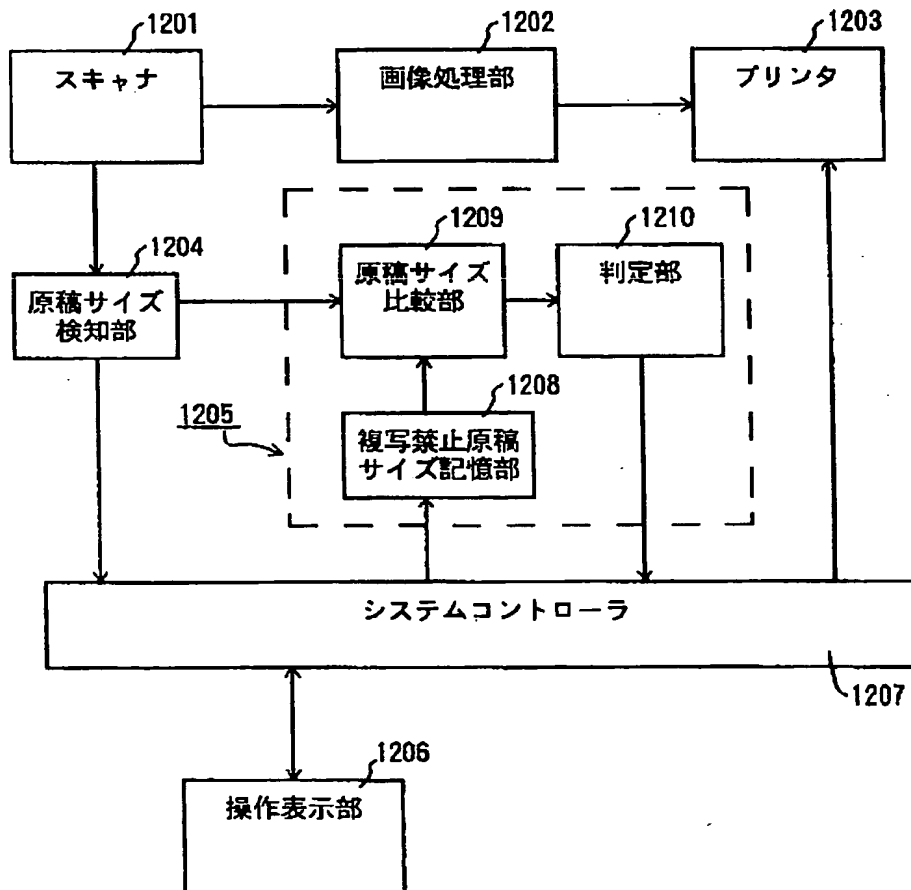 1201
スキャナ
1202
画像処理部
1203
プリンタ
1204
原稿サイズ
検知部
1209
原稿サイズ
比較部
1210
判定部
1205
1208
複写禁止原稿
サイズ記憶部
システムコントローラ
1207
1206
操作表示部